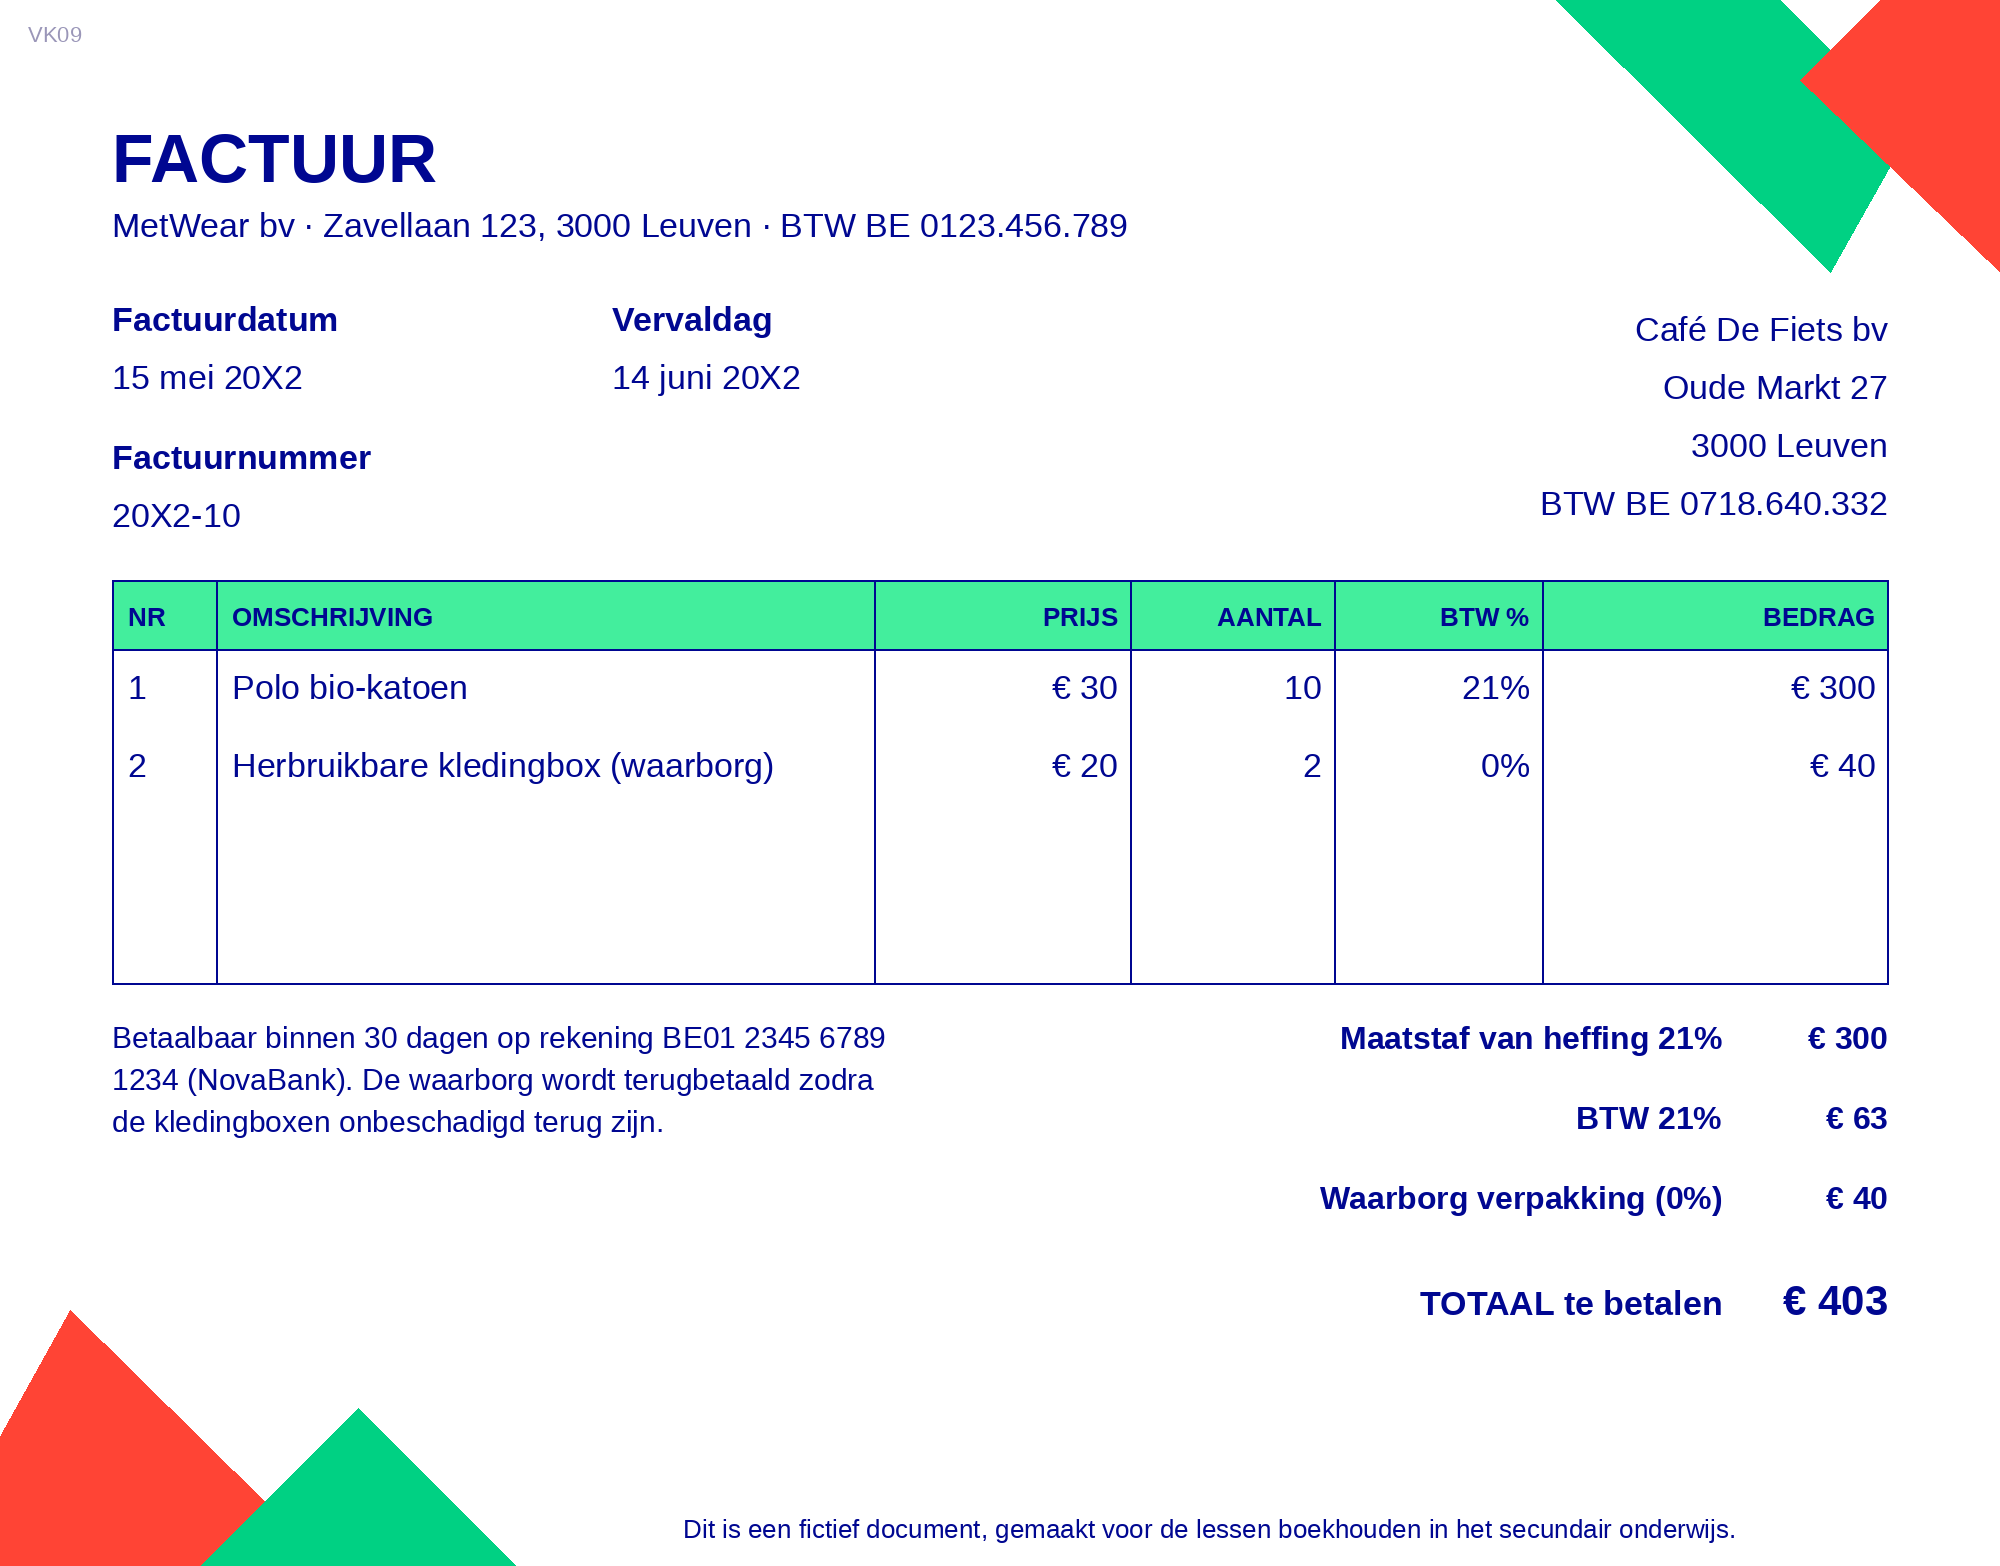 VK09
FACTUUR
MetWear bv · Zavellaan 123, 3000 Leuven · BTW BE 0123.456.789
Factuurdatum
15 mei 20X2
Vervaldag
14 juni 20X2
Factuurnummer
20X2-10
Café De Fiets bv
Oude Markt 27
3000 Leuven
BTW BE 0718.640.332
NR OMSCHRIJVING PRIJS AANTAL BTW % BEDRAG
1 Polo bio-katoen € 30 10 21% € 300
2 Herbruikbare kledingbox (waarborg) € 20 2 0% € 40
Betaalbaar binnen 30 dagen op rekening BE01 2345 6789
1234 (NovaBank). De waarborg wordt terugbetaald zodra
de kledingboxen onbeschadigd terug zijn.
Maatstaf van heffing 21% € 300
BTW 21% € 63
Waarborg verpakking (0%) € 40
TOTAAL te betalen € 403
Dit is een fictief document, gemaakt voor de lessen boekhouden in het secundair onderwijs.